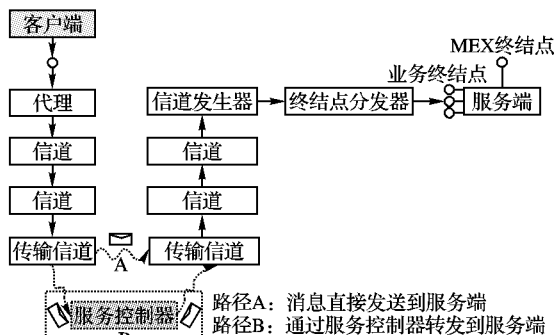 客户端
MEX终结点
业务终结点
代理
信道发生器
终结点分发器
服务端
信道
信道
信道
信道
传输信道
传输信道
A
服务控制器
路径A：消息直接发送到服务端
路径B：通过服务控制器转发到服务端